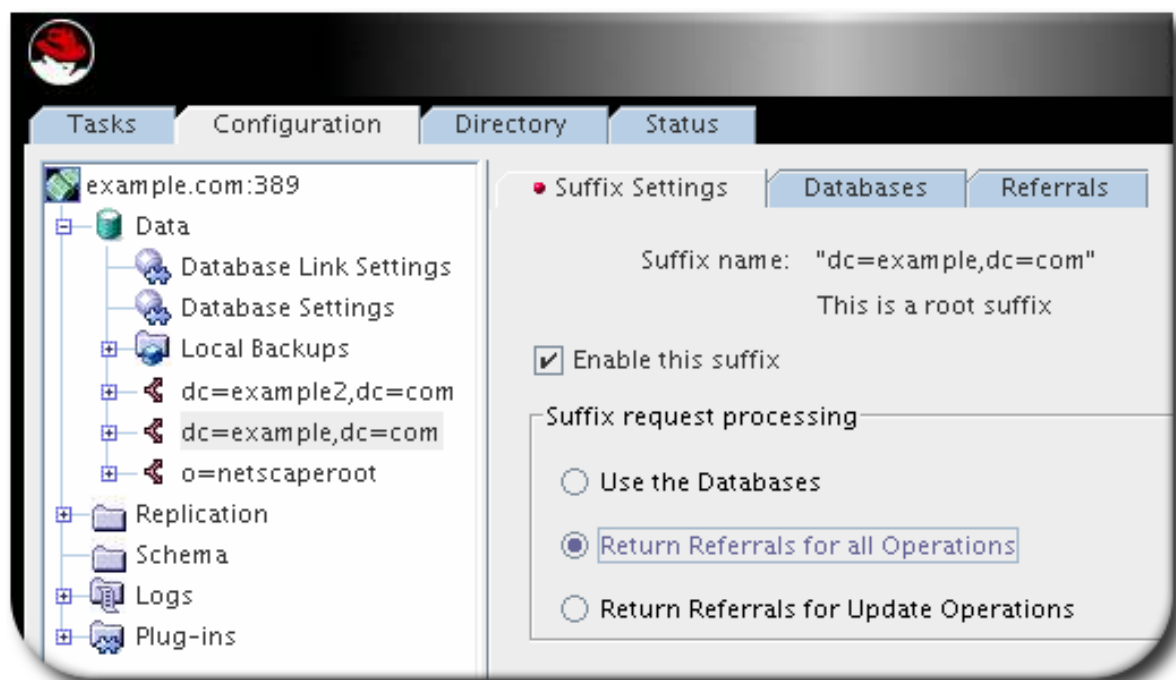 Tasks Configuration Directory Status
example.com:389
Data
Database Link Settings
Database Settings
Local Backups
dc=example2,dc=com
dc=example,dc=com
o=netscaperoot
Replication
Schema
Logs
Plug-ins
Suffix Settings Databases Referrals
Suffix name: "dc=example,dc=com"
This is a root suffix
Enable this suffix
Suffix request processing
Use the Databases
Return Referrals for all Operations
Return Referrals for Update Operations